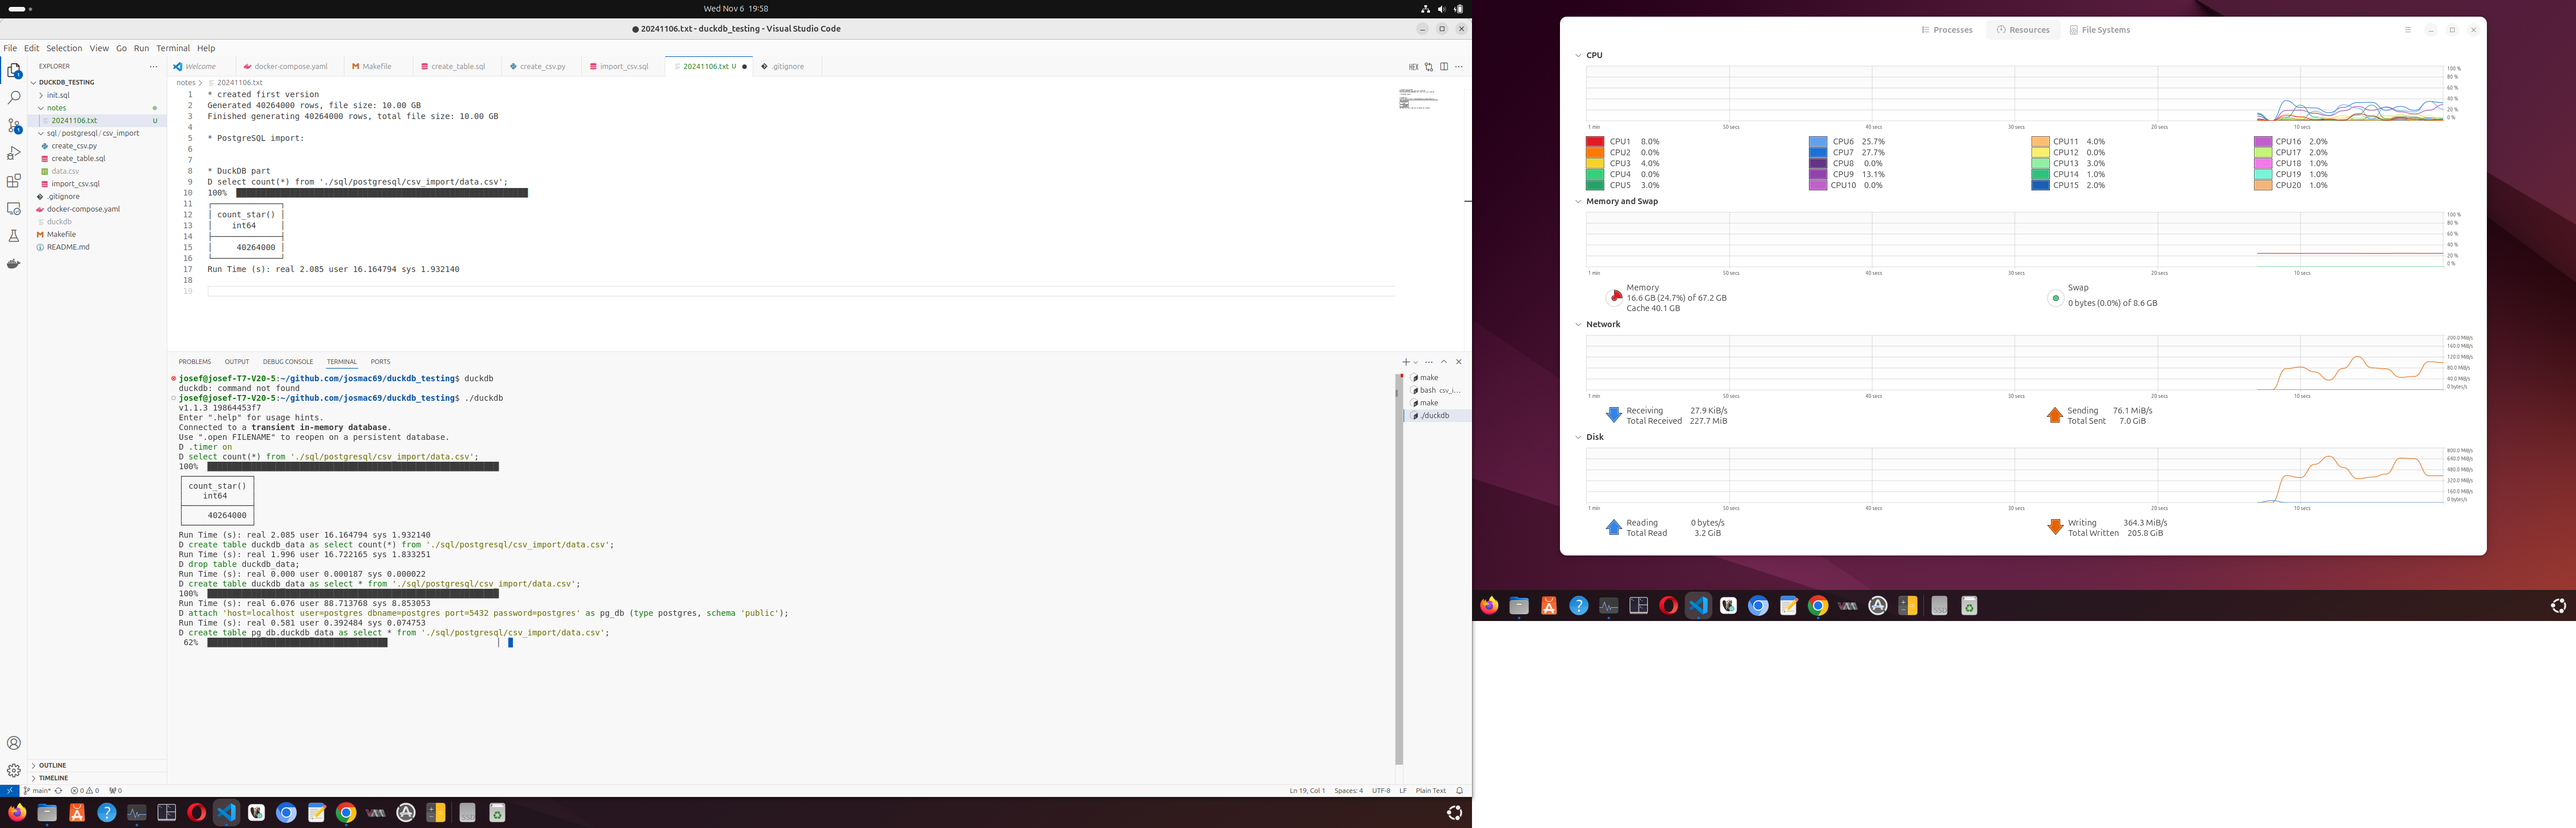 Wed Nov 6 19:58
20241106.txt - duckdb_testing - Visual Studio Code
File Edit Selection View Go Run Terminal Help
EXPLORER
DUCKDB_TESTING
init.sql
notes
20241106.txt U
sql/postgresql/csv_import
create_csv.py
create_table.sql
data.csv
import_csv.sql
.gitignore
docker-compose.yaml
duckdb
Makefile
README.md
OUTLINE
TIMELINE
Welcome docker-compose.yaml Makefile create_table.sql create_csv.py import_csv.sql 20241106.txt U .gitignore
HEX
notes > 20241106.txt
1 * created first version
2 Generated 40264000 rows, file size: 10.00 GB
3 Finished generating 40264000 rows, total file size: 10.00 GB
4
5 * PostgreSQL import:
6
7
8 * DuckDB part
9 D select count(*) from './sql/postgresql/csv_import/data.csv';
10 100%
11
12 count_star()
13 int64
14
15 40264000
16
17 Run Time (s): real 2.085 user 16.164794 sys 1.932140
18
19
PROBLEMS OUTPUT DEBUG CONSOLE TERMINAL PORTS
josef@josef-T7-V20-5:~/github.com/josmac69/duckdb_testing$ duckdb
duckdb: command not found
josef@josef-T7-V20-5:~/github.com/josmac69/duckdb_testing$ ./duckdb
v1.1.3 19864453f7
Enter ".help" for usage hints.
Connected to a transient in-memory database.
Use ".open FILENAME" to reopen on a persistent database.
D .timer on
D select count(*) from './sql/postgresql/csv_import/data.csv';
100%
count_star()
int64
40264000
Run Time (s): real 2.085 user 16.164794 sys 1.932140
D create table duckdb_data as select count(*) from './sql/postgresql/csv_import/data.csv';
Run Time (s): real 1.996 user 16.722165 sys 1.833251
D drop table duckdb_data;
Run Time (s): real 0.000 user 0.000187 sys 0.000022
D create table duckdb_data as select * from './sql/postgresql/csv_import/data.csv';
100%
Run Time (s): real 6.076 user 88.713768 sys 8.853053
D attach 'host=localhost user=postgres dbname=postgres port=5432 password=postgres' as pg_db (type postgres, schema 'public');
Run Time (s): real 0.581 user 0.392484 sys 0.074753
D create table pg_db.duckdb_data as select * from './sql/postgresql/csv_import/data.csv';
62%
make
bash csv_i...
make
./duckdb
main* 0 0 0
Ln 19, Col 1 Spaces: 4 UTF-8 LF Plain Text
SSD
Processes Resources File Systems
CPU
100 %
80 %
60 %
40 %
20 %
0 %
1 min 50 secs 40 secs 30 secs 20 secs 10 secs
CPU1 8.0% CPU6 25.7% CPU11 4.0% CPU16 2.0%
CPU2 0.0% CPU7 27.7% CPU12 0.0% CPU17 2.0%
CPU3 4.0% CPU8 0.0% CPU13 3.0% CPU18 1.0%
CPU4 0.0% CPU9 13.1% CPU14 1.0% CPU19 1.0%
CPU5 3.0% CPU10 0.0% CPU15 2.0% CPU20 1.0%
Memory and Swap
100 %
80 %
60 %
40 %
20 %
0 %
1 min 50 secs 40 secs 30 secs 20 secs 10 secs
Memory
16.6 GB (24.7%) of 67.2 GB
Cache 40.1 GB
Swap
0 bytes (0.0%) of 8.6 GB
Network
200.0 MiB/s
160.0 MiB/s
120.0 MiB/s
80.0 MiB/s
40.0 MiB/s
0 bytes/s
1 min 50 secs 40 secs 30 secs 20 secs 10 secs
Receiving 27.9 KiB/s
Total Received 227.7 MiB
Sending 76.1 MiB/s
Total Sent 7.0 GiB
Disk
800.0 MiB/s
640.0 MiB/s
480.0 MiB/s
320.0 MiB/s
160.0 MiB/s
0 bytes/s
1 min 50 secs 40 secs 30 secs 20 secs 10 secs
Reading 0 bytes/s
Total Read 3.2 GiB
Writing 364.3 MiB/s
Total Written 205.8 GiB
SSD